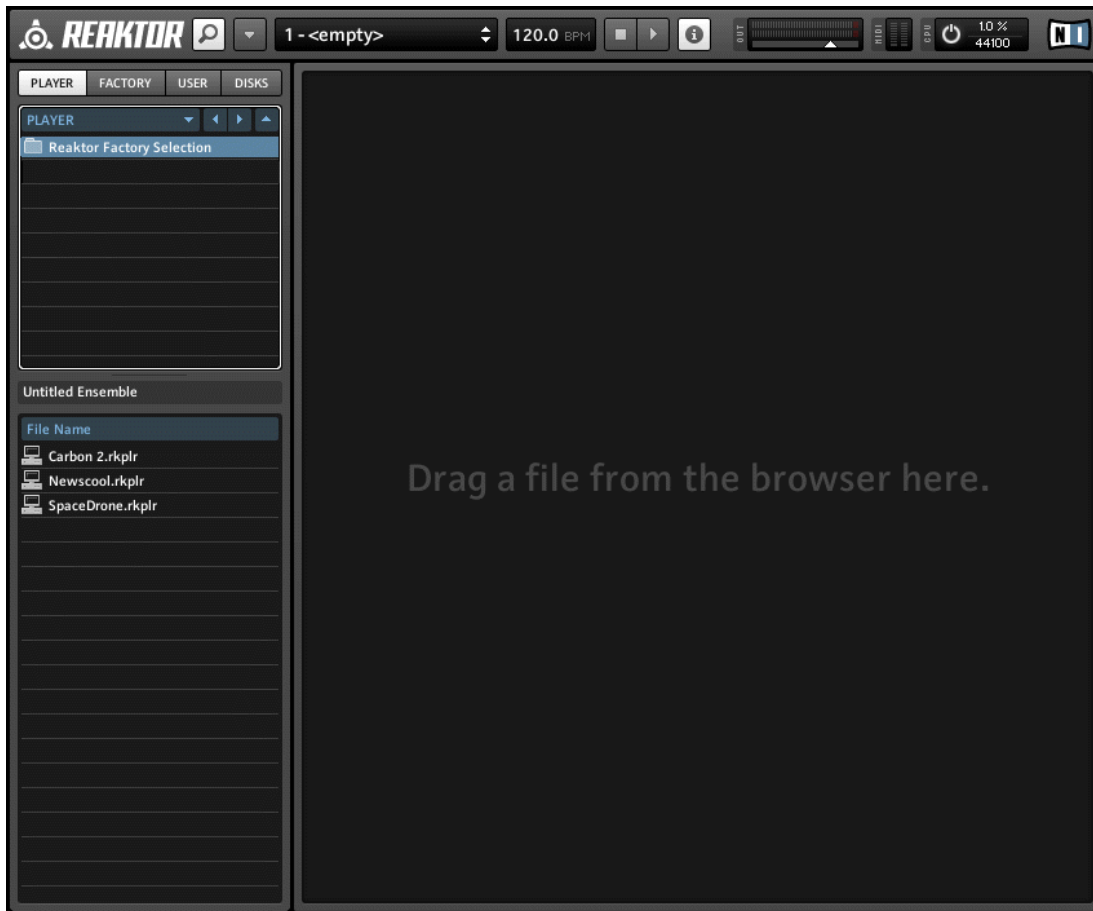 REAKTOR 1 - <empty> 120.0 BPM OUT MIDI CPU 1.0 % NI
44100
PLAYER FACTORY USER DISKS
PLAYER
Reaktor Factory Selection
Untitled Ensemble
File Name
Carbon 2.rkplr
Newscool.rkplr
SpaceDrone.rkplr
Drag a file from the browser here.